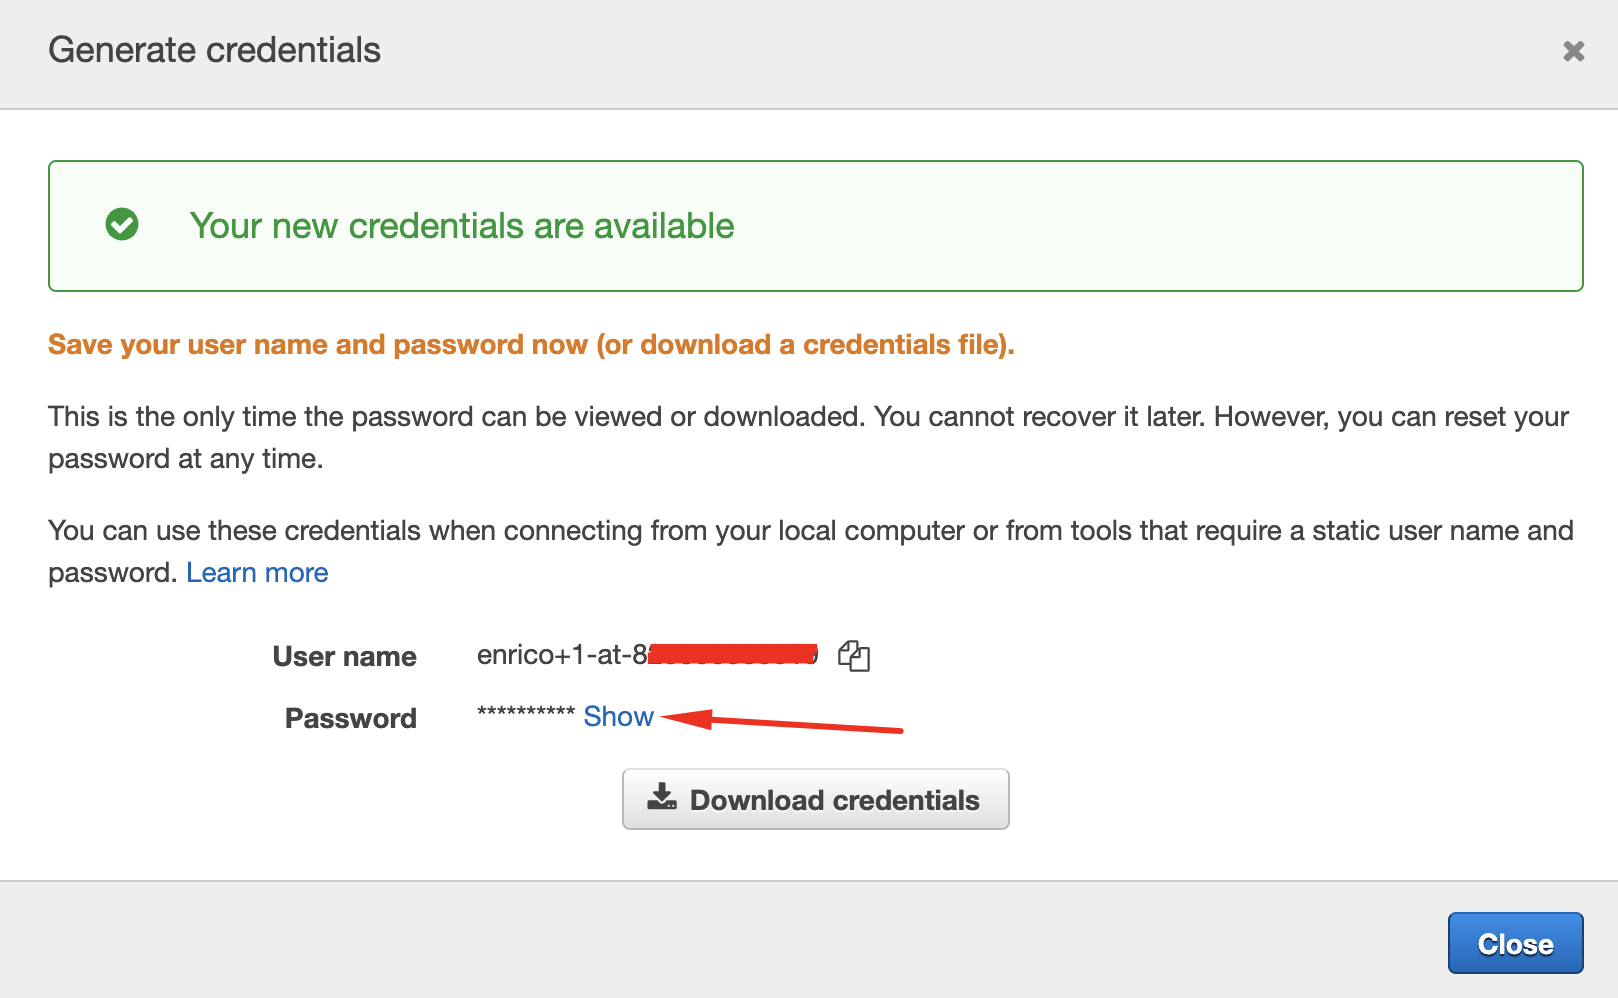 Generate credentials
Your new credentials are available
Save your user name and password now (or download a credentials file).
This is the only time the password can be viewed or downloaded. You cannot recover it later. However, you can reset your
password at any time.
You can use these credentials when connecting from your local computer or from tools that require a static user name and
password. Learn more
User name enrico+1-at-8
Password ********** Show
Download credentials
Close